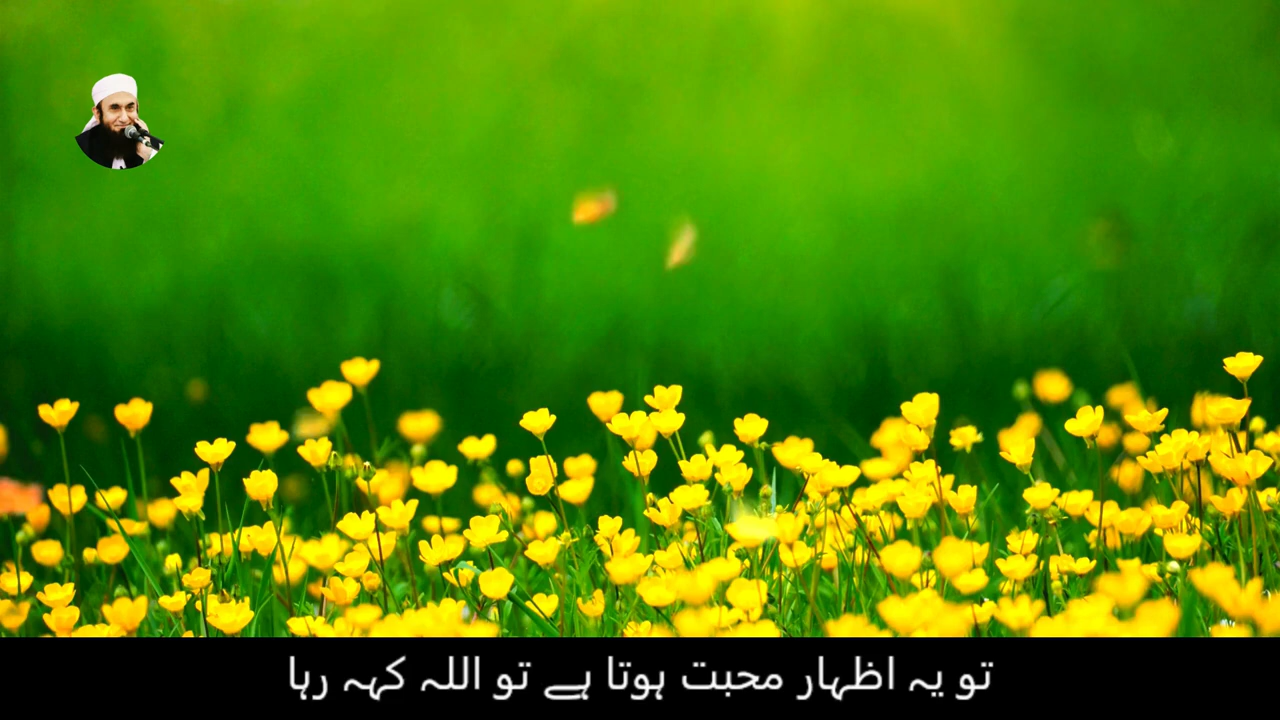 تو یہ اظہار محبت ہوتا ہے تو اللہ کہہ رہا